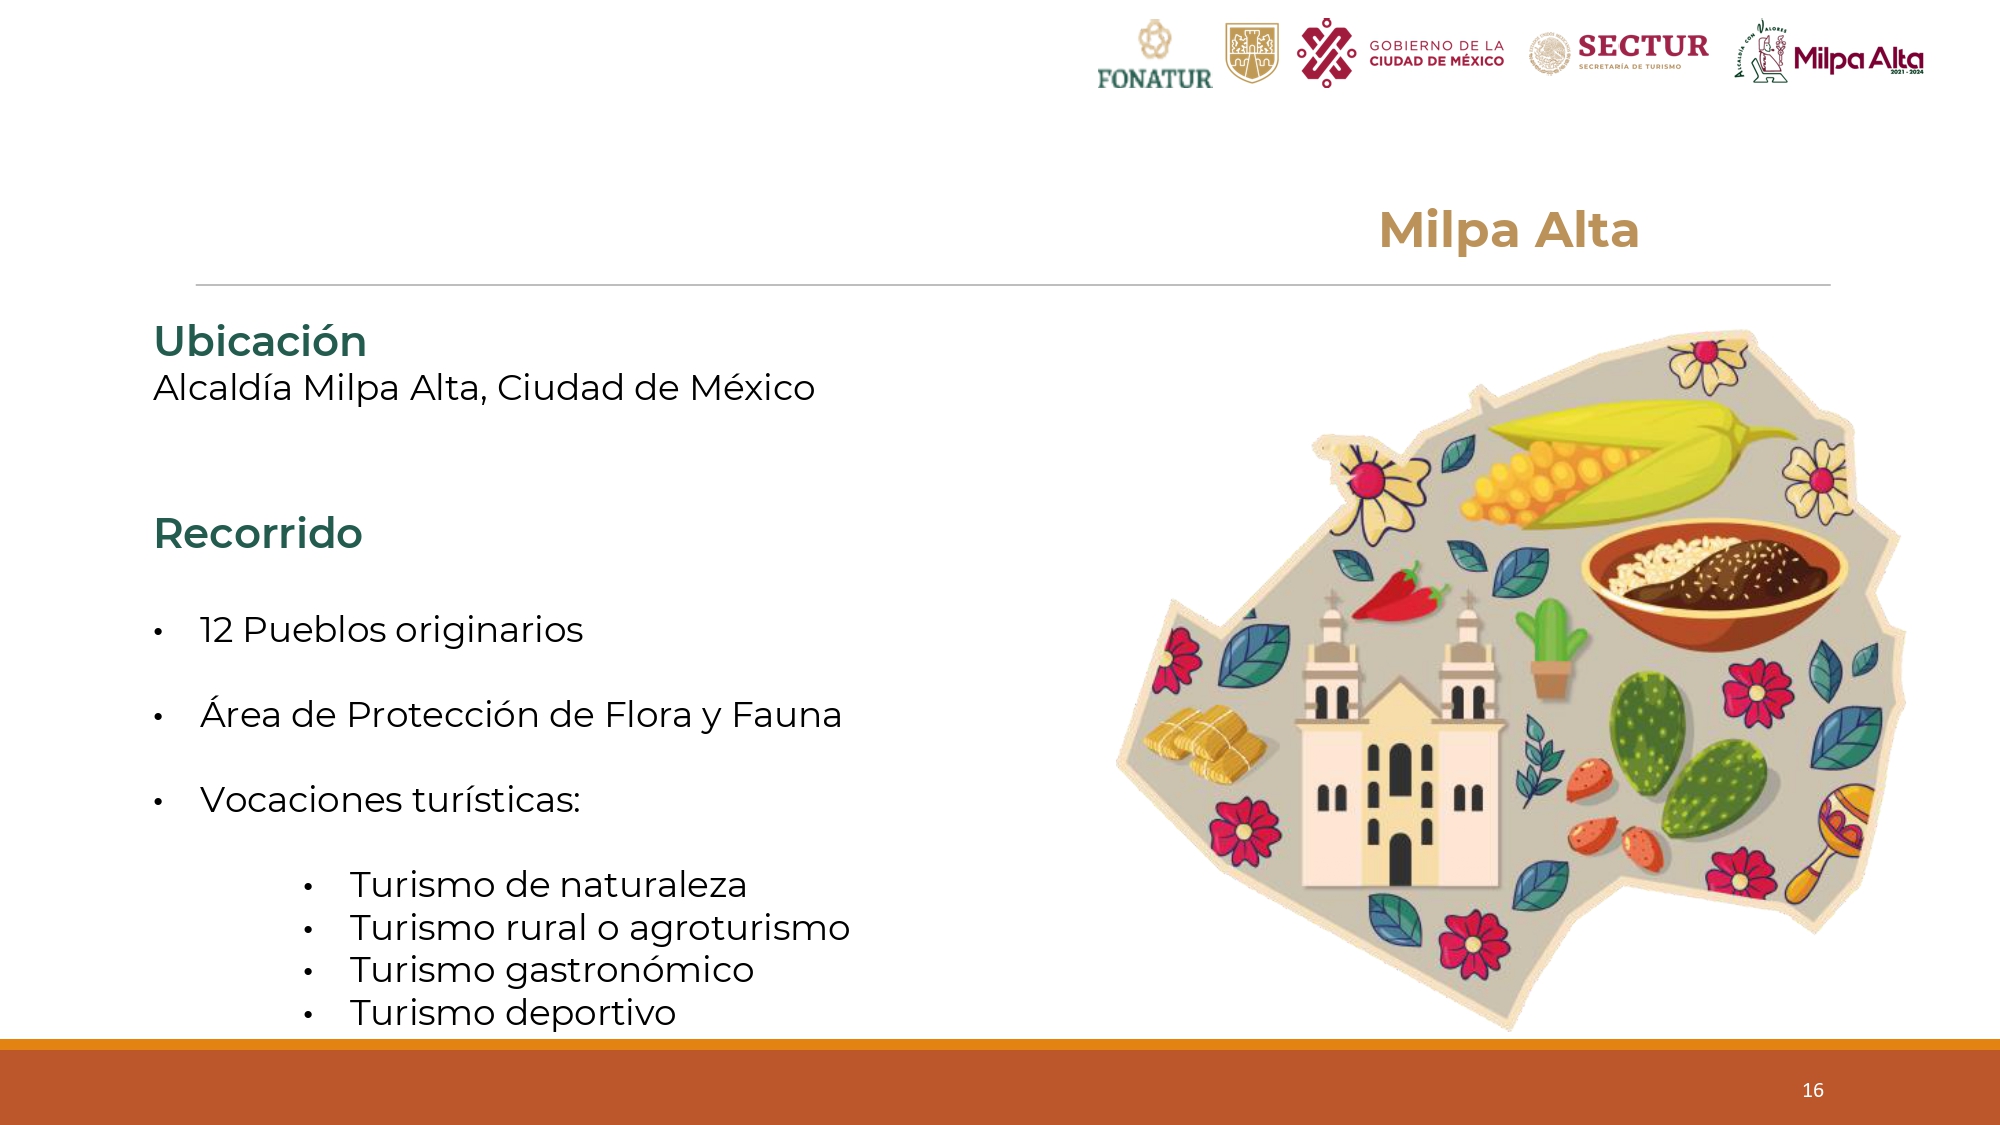 FONATUR
GOBIERNO DE LA
CIUDAD DE MÉXICO
SECTUR
SECRETARÍA DE TURISMO
ALCALDÍA CON VALORES
Milpa Alta
2021 - 2024
Milpa Alta
Ubicación
Alcaldía Milpa Alta, Ciudad de México
Recorrido
• 12 Pueblos originarios
• Área de Protección de Flora y Fauna
• Vocaciones turísticas:
• Turismo de naturaleza
• Turismo rural o agroturismo
• Turismo gastronómico
• Turismo deportivo
16